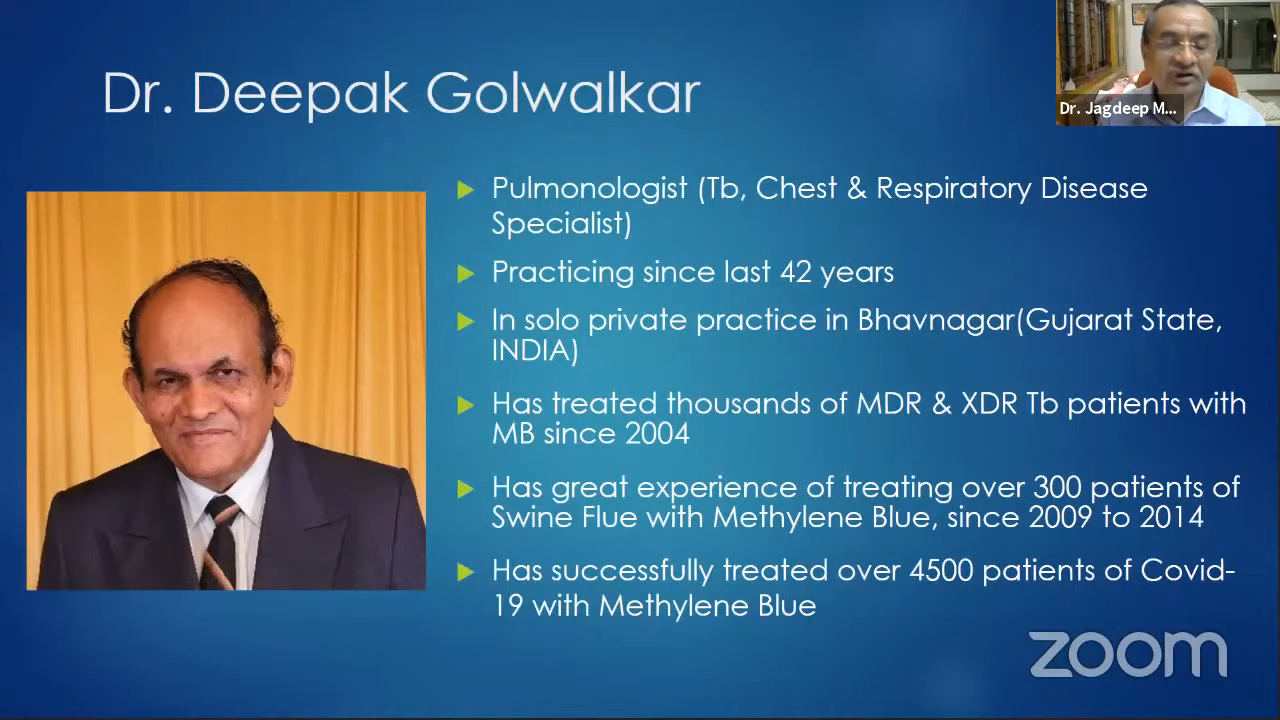 Dr. Deepak Golwalkar
Dr. Jagdeep M...
Pulmonologist (Tb, Chest & Respiratory Disease
Specialist)
Practicing since last 42 years
In solo private practice in Bhavnagar(Gujarat State,
INDIA)
Has treated thousands of MDR & XDR Tb patients with
MB since 2004
Has great experience of treating over 300 patients of
Swine Flue with Methylene Blue, since 2009 to 2014
Has successfully treated over 4500 patients of Covid-
19 with Methylene Blue
zoom